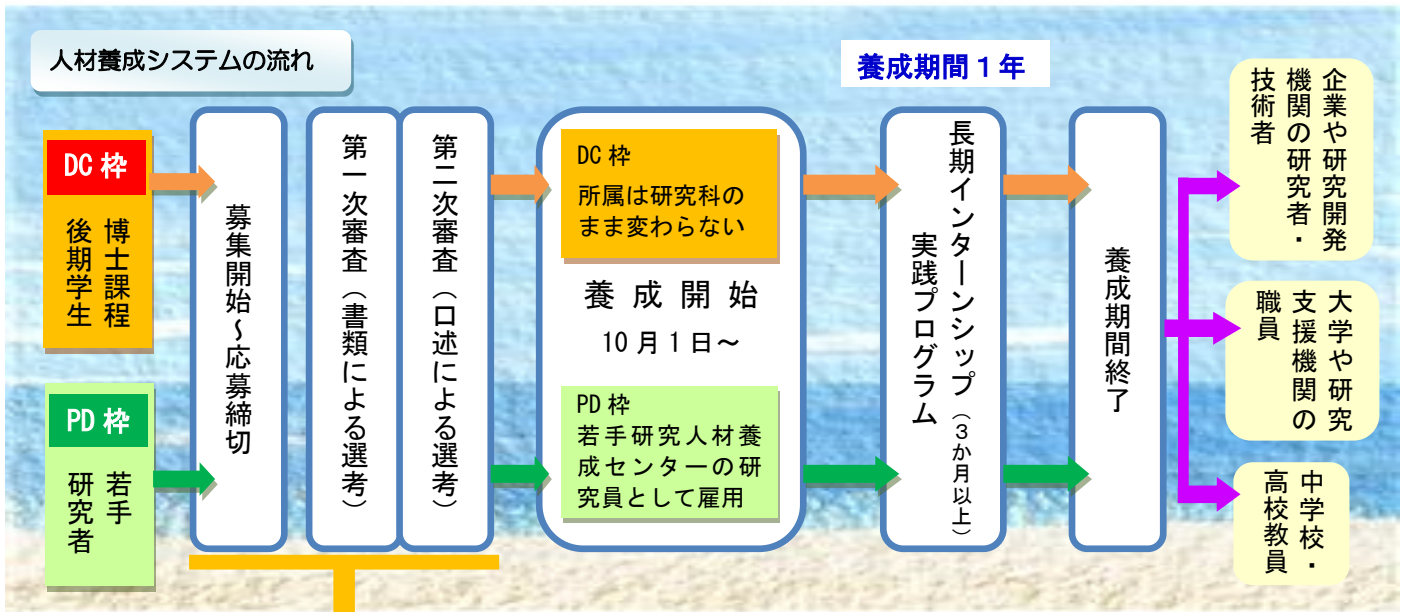 人材養成システムの流れ
養成期間１年
DC 枠
博士課程
後期学生
PD 枠
若手
研究者
募集開始～応募締切
第一次審査（書類による選考）
第二次審査（口述による選考）
DC 枠
所属は研究科の
まま変わらない
養成開始
10 月 1 日～
PD 枠
若手研究人材養
成センターの研
究員として雇用
長期インターンシップ（３か月以上）
実践プログラム
養成期間終了
企業や研究開発
機関の研究者・
技術者
大学や研究
支援機関の
職員
中学校・
高校教員